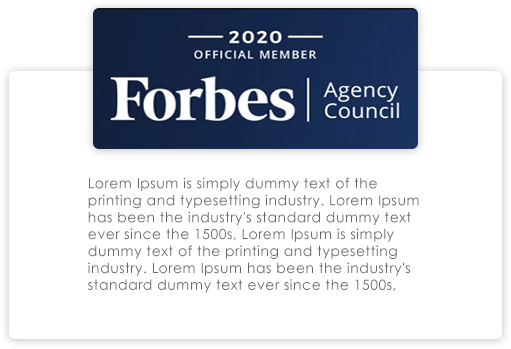 2020
OFFICIAL MEMBER
Forbes
Agency
Council
Lorem Ipsum is simply dummy text of the
printing and typesetting industry. Lorem Ipsum
has been the industry's standard dummy text
ever since the 1500s, Lorem Ipsum is simply
dummy text of the printing and typesetting
industry. Lorem Ipsum has been the industry's
standard dummy text ever since the 1500s,